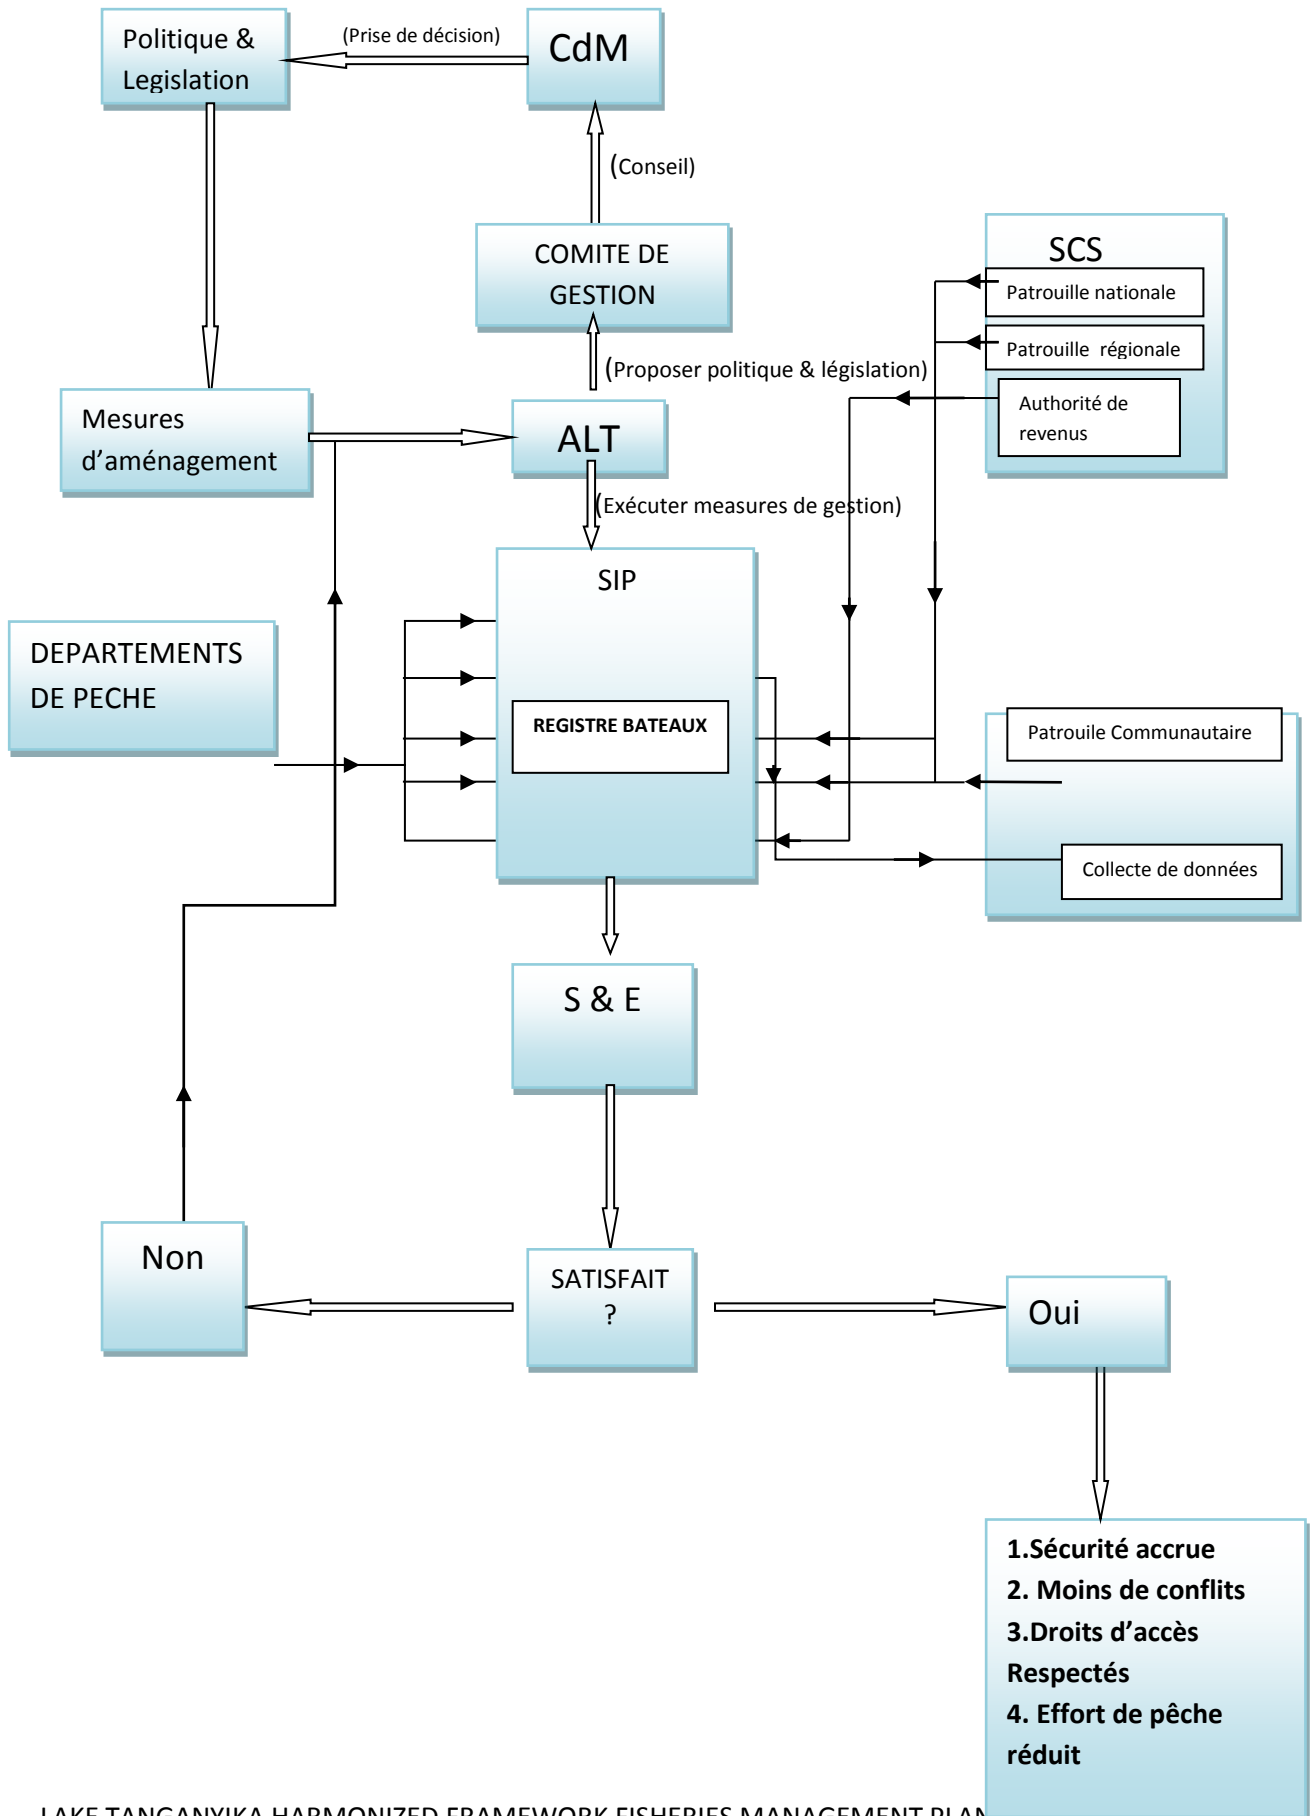 Politique &
Legislation
(Prise de décision)
CdM
(Conseil)
COMITE DE
GESTION
SCS
Patrouille nationale
Patrouille régionale
Authorité de
revenus
(Proposer politique & législation)
Mesures
d’aménagement
ALT
(Exécuter measures de gestion)
SIP
DEPARTEMENTS
DE PECHE
REGISTRE BATEAUX
Patrouile Communautaire
Collecte de données
S & E
Non
SATISFAIT
?
Oui
1.Sécurité accrue
2. Moins de conflits
3.Droits d’accès
Respectés
4. Effort de pêche
réduit
LAKE TANGANYIKA HARMONIZED FRAMEWORK FISHERIES MANAGEMENT PLAN